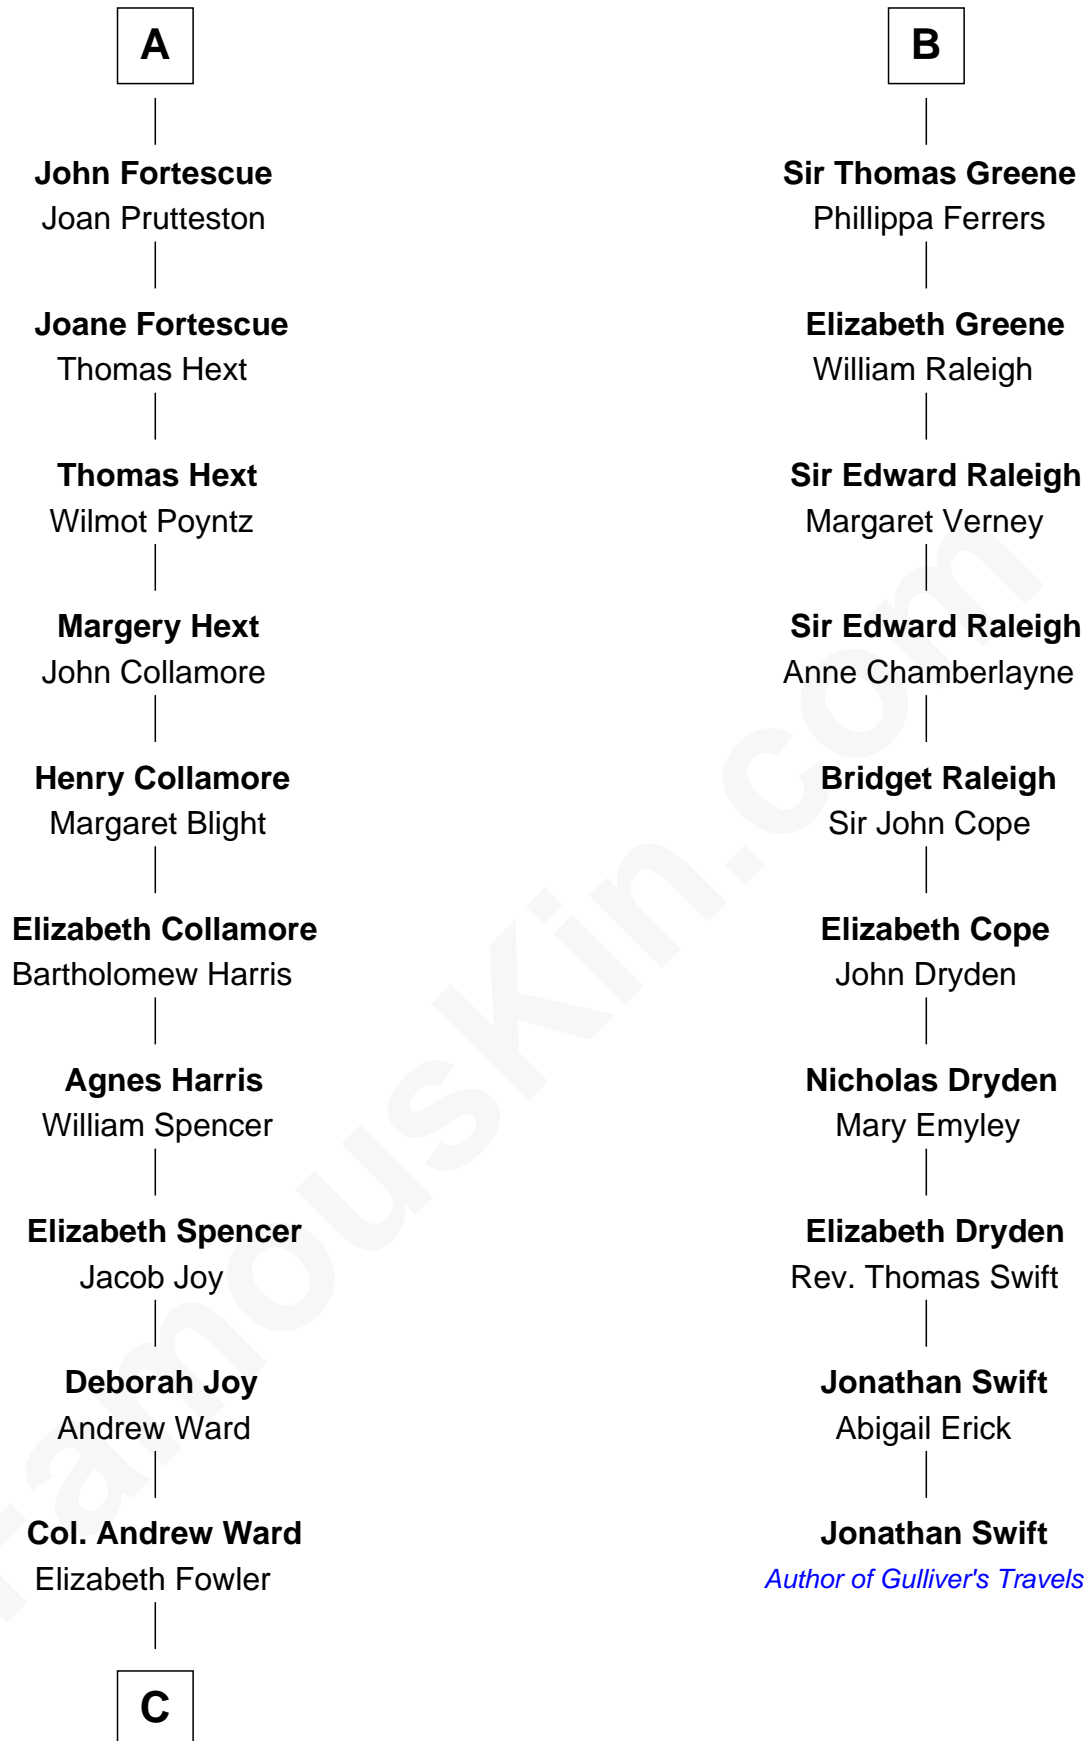 A
John Fortescue
Joan Prutteston
Joane Fortescue
Thomas Hext
Thomas Hext
Wilmot Poyntz
Margery Hext
John Collamore
Henry Collamore
Margaret Blight
Elizabeth Collamore
Bartholomew Harris
Agnes Harris
William Spencer
Elizabeth Spencer
Jacob Joy
Deborah Joy
Andrew Ward
Col. Andrew Ward
Elizabeth Fowler
C
B
Sir Thomas Greene
Phillippa Ferrers
Elizabeth Greene
William Raleigh
Sir Edward Raleigh
Margaret Verney
Sir Edward Raleigh
Anne Chamberlayne
Bridget Raleigh
Sir John Cope
Elizabeth Cope
John Dryden
Nicholas Dryden
Mary Emyley
Elizabeth Dryden
Rev. Thomas Swift
Jonathan Swift
Abigail Erick
Jonathan Swift
Author of Gulliver's Travels
FamousKin.com